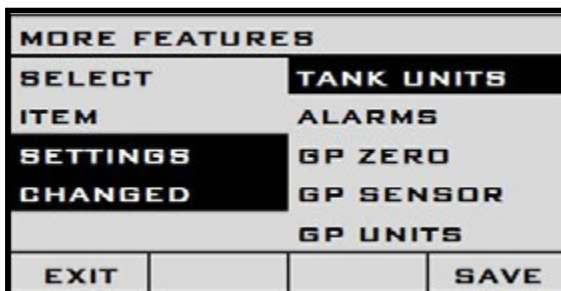 MORE FEATURES
SELECT TANK UNITS
ITEM ALARMS
SETTINGS GP ZERO
CHANGED GP SENSOR
GP UNITS
EXIT SAVE